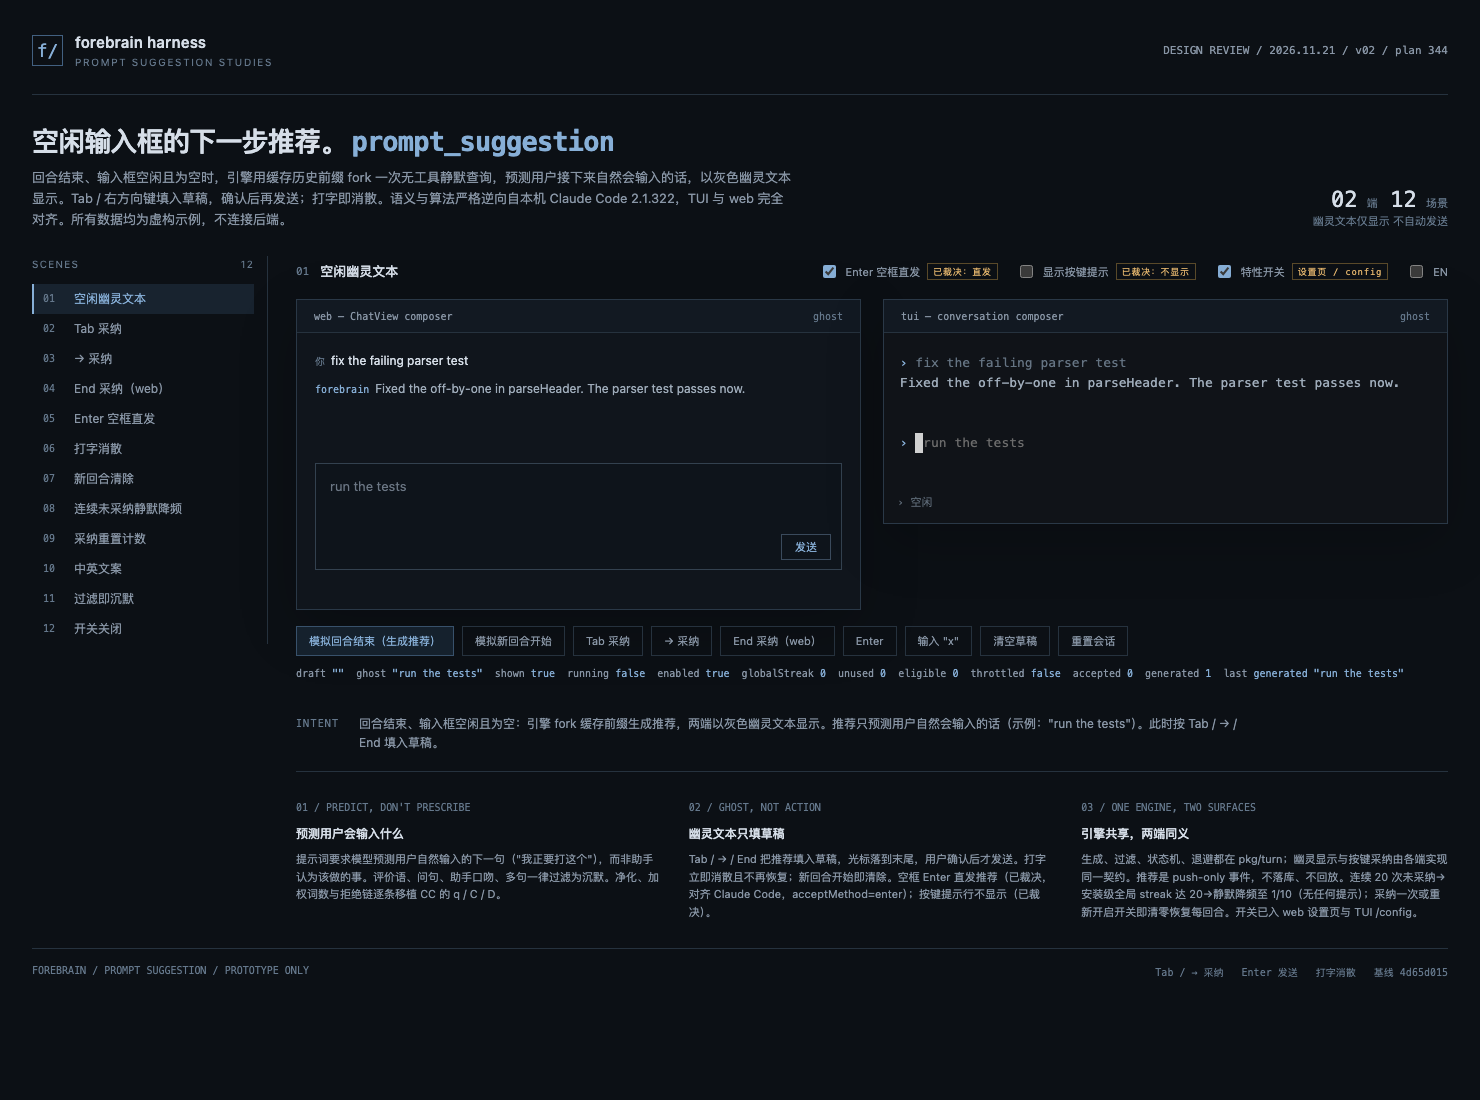 f/
forebrain harness
PROMPT SUGGESTION STUDIES
DESIGN REVIEW / 2026.11.21 / v02 / plan 344
空闲输入框的下一步推荐。prompt_suggestion
回合结束、输入框空闲且为空时，引擎用缓存历史前缀 fork 一次无工具静默查询，预测用户接下来自然会输入的话，以灰色幽灵文本
显示。Tab / 右方向键填入草稿，确认后再发送；打字即消散。语义与算法严格逆向自本机 Claude Code 2.1.322，TUI 与 web 完全
对齐。所有数据均为虚构示例，不连接后端。
02 端 12 场景
幽灵文本仅显示 不自动发送
SCENES 12
01 空闲幽灵文本
02 Tab 采纳
03 → 采纳
04 End 采纳（web）
05 Enter 空框直发
06 打字消散
07 新回合清除
08 连续未采纳静默降频
09 采纳重置计数
10 中英文案
11 过滤即沉默
12 开关关闭
01 空闲幽灵文本
Enter 空框直发 已裁决：直发 显示按键提示 已裁决：不显示 特性开关 设置页 / config EN
web — ChatView composer ghost
你 fix the failing parser test
forebrain Fixed the off-by-one in parseHeader. The parser test passes now.
run the tests
发送
tui — conversation composer ghost
› fix the failing parser test
Fixed the off-by-one in parseHeader. The parser test passes now.
› run the tests
› 空闲
模拟回合结束（生成推荐） 模拟新回合开始 Tab 采纳 → 采纳 End 采纳（web） Enter 输入 "x" 清空草稿 重置会话
draft "" ghost "run the tests" shown true running false enabled true globalStreak 0 unused 0 eligible 0 throttled false accepted 0 generated 1 last generated "run the tests"
INTENT 回合结束、输入框空闲且为空：引擎 fork 缓存前缀生成推荐，两端以灰色幽灵文本显示。推荐只预测用户自然会输入的话（示例："run the tests"）。此时按 Tab / → /
End 填入草稿。
01 / PREDICT, DON'T PRESCRIBE
预测用户会输入什么
提示词要求模型预测用户自然输入的下一句（"我正要打这个"），而非助手
认为该做的事。评价语、问句、助手口吻、多句一律过滤为沉默。净化、加
权词数与拒绝链逐条移植 CC 的 q / C / D。
02 / GHOST, NOT ACTION
幽灵文本只填草稿
Tab / → / End 把推荐填入草稿，光标落到末尾，用户确认后才发送。打字
立即消散且不再恢复；新回合开始即清除。空框 Enter 直发推荐（已裁决，
对齐 Claude Code，acceptMethod=enter）；按键提示行不显示（已裁
决）。
03 / ONE ENGINE, TWO SURFACES
引擎共享，两端同义
生成、过滤、状态机、退避都在 pkg/turn；幽灵显示与按键采纳由各端实现
同一契约。推荐是 push-only 事件，不落库、不回放。连续 20 次未采纳→
安装级全局 streak 达 20→静默降频至 1/10（无任何提示）；采纳一次或重
新开启开关即清零恢复每回合。开关已入 web 设置页与 TUI /config。
FOREBRAIN / PROMPT SUGGESTION / PROTOTYPE ONLY
Tab / → 采纳 Enter 发送 打字消散 基线 4d65d015